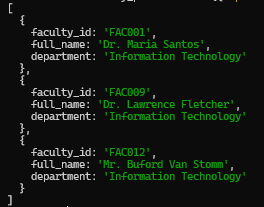 [
  {
    faculty_id: 'FAC001',
    full_name: 'Dr. Maria Santos',
    department: 'Information Technology'
  },
  {
    faculty_id: 'FAC009',
    full_name: 'Dr. Lawrence Fletcher',
    department: 'Information Technology'
  },
  {
    faculty_id: 'FAC012',
    full_name: 'Mr. Buford Van Stomm',
    department: 'Information Technology'
  }
]